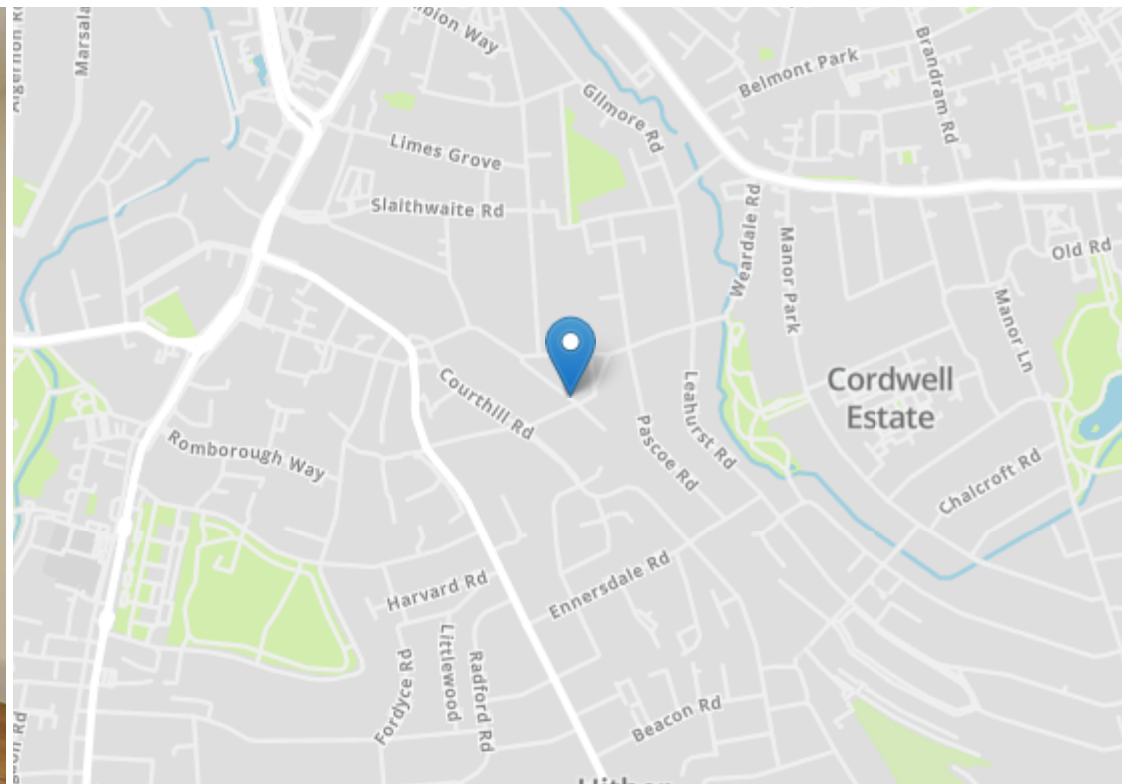 Marsala
Belmont Park
Brandram Rd
Gilmore Rd
Limes Grove
Slaithwaite Rd
Weardale Rd
Manor Park
Old Rd
Manor Ln
Cordwell
Estate
Courthill Rd
Leahurst Rd
Pascoe Rd
Romborough Way
Chalcroft Rd
Ennersdale Rd
Harvard Rd
Littlewood
Radford Rd
Fordyce Rd
Beacon Rd